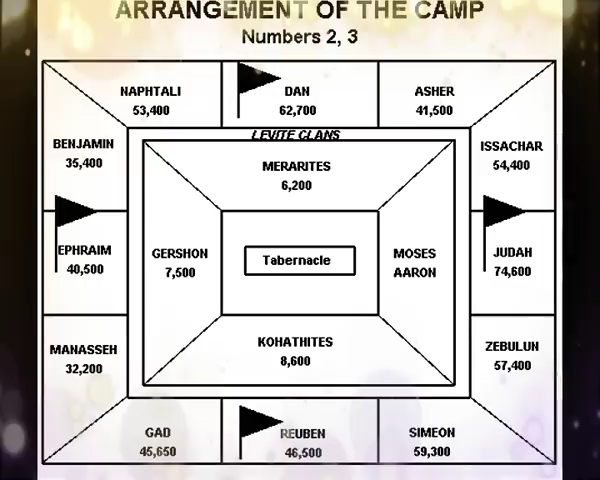 ARRANGEMENT OF THE CAMP
Numbers 2, 3
NAPHTALI
53,400
DAN
62,700
ASHER
41,500
BENJAMIN
35,400
LEVITE CLANS
ISSACHAR
54,400
MERARITES
6,200
EPHRAIM
40,500
GERSHON
7,500
Tabernacle
MOSES
AARON
JUDAH
74,600
MANASSEH
32,200
KOHATHITES
8,600
ZEBULUN
57,400
GAD
45,650
REUBEN
46,500
SIMEON
59,300